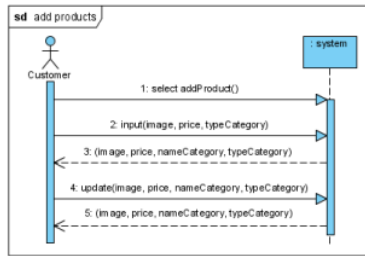 sd add products
: system
Customer
1: select addProduct()
2: input(image, price, typeCategory)
3: (image, price, nameCategory, typeCategory)
4: update(image, price, nameCategory, typeCategory)
5: (image, price, nameCategory, typeCategory)